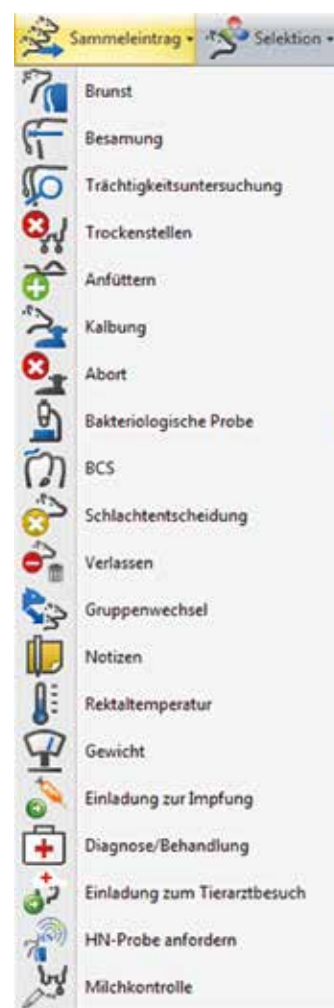 Sammeleintrag Selektion
Brunst
Besamung
Trächtigkeitsuntersuchung
Trockenstellen
Anfüttern
Kalbung
Abort
Bakteriologische Probe
BCS
Schlachtentscheidung
Verlassen
Gruppenwechsel
Notizen
Rektaltemperatur
Gewicht
Einladung zur Impfung
Diagnose/Behandlung
Einladung zum Tierarztbesuch
HN-Probe anfordern
Milchkontrolle